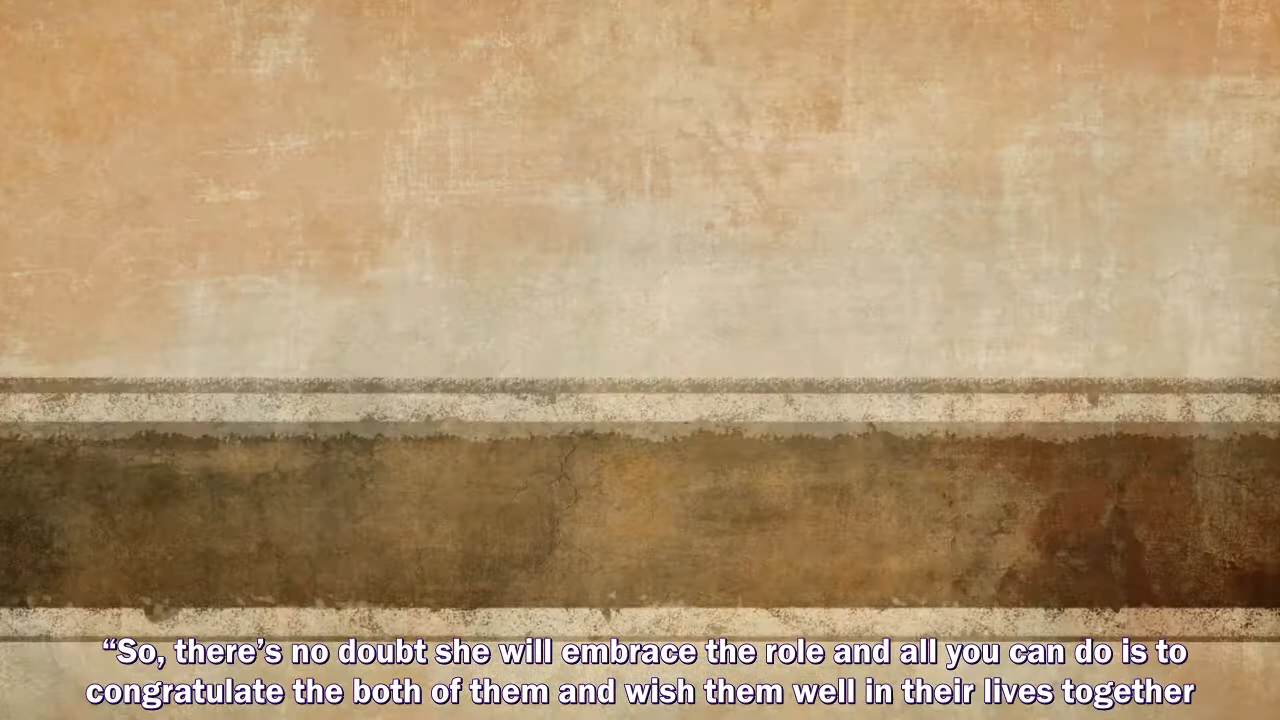 “So, there’s no doubt she will embrace the role and all you can do is to
congratulate the both of them and wish them well in their lives together